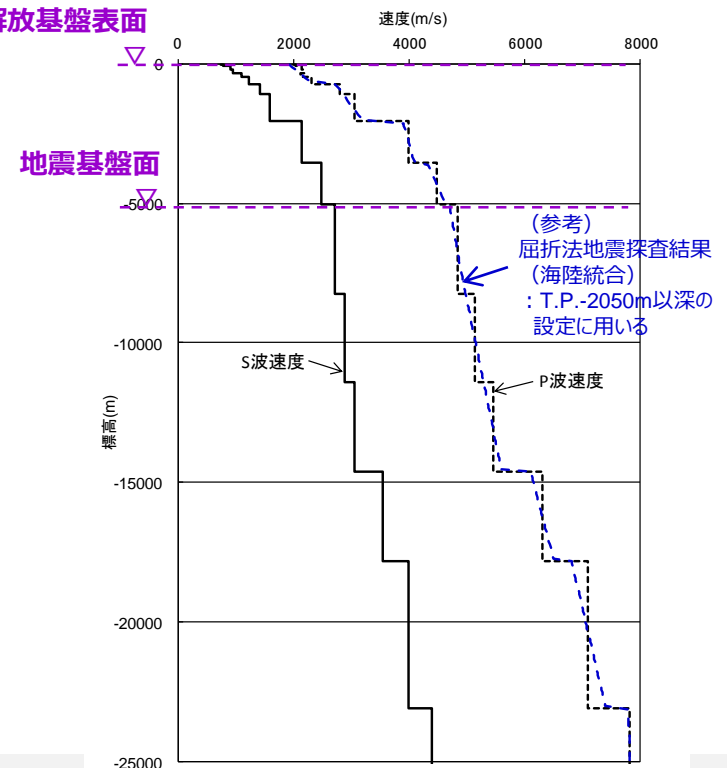 解放基盤表面
速度(m/s)
0 2000 4000 6000 8000
0
地震基盤面
-5000
(参考)
屈折法地震探査結果
(海陸統合)
:T.P.-2050m以深の
設定に用いる
-10000
S波速度
P波速度
標高(m)
-15000
-20000
-25000